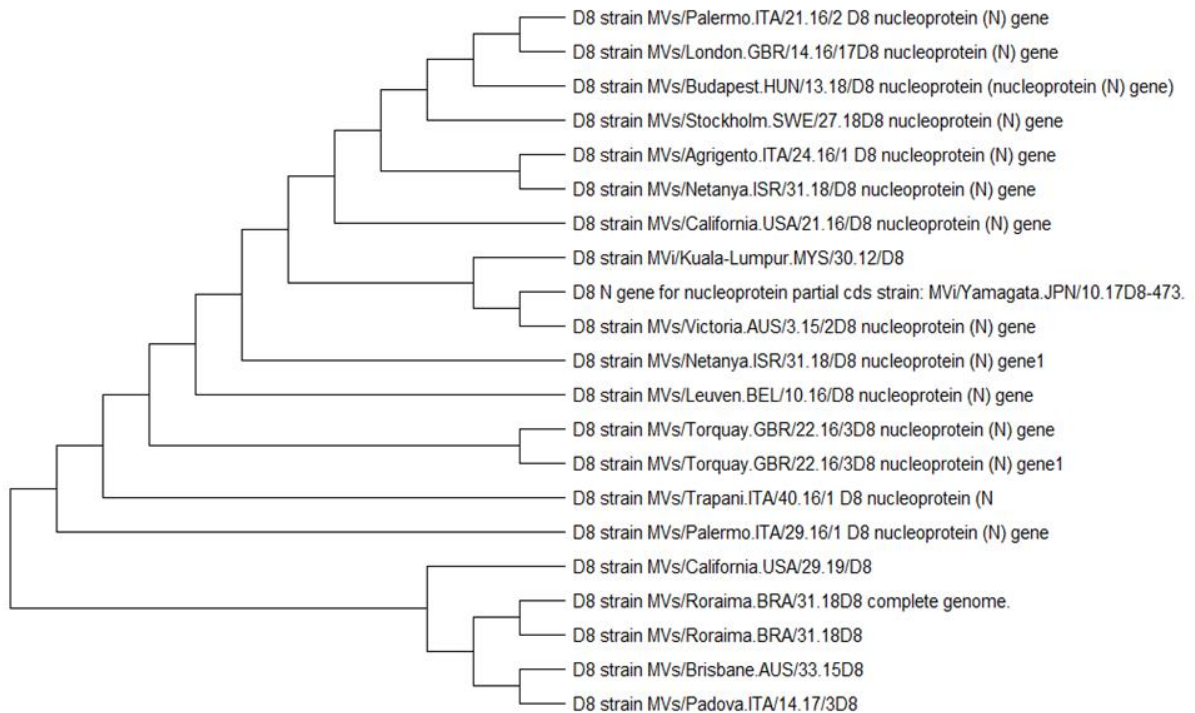 D8 strain MVs/Palermo.ITA/21.16/2 D8 nucleoprotein (N) gene
D8 strain MVs/London.GBR/14.16/17D8 nucleoprotein (N) gene
D8 strain MVs/Budapest.HUN/13.18/D8 nucleoprotein (nucleoprotein (N) gene)
D8 strain MVs/Stockholm.SWE/27.18D8 nucleoprotein (N) gene
D8 strain MVs/Agrigento.ITA/24.16/1 D8 nucleoprotein (N) gene
D8 strain MVs/Netanya.ISR/31.18/D8 nucleoprotein (N) gene
D8 strain MVs/California.USA/21.16/D8 nucleoprotein (N) gene
D8 strain MVi/Kuala-Lumpur.MYS/30.12/D8
D8 N gene for nucleoprotein partial cds strain: MVi/Yamagata.JPN/10.17D8-473.
D8 strain MVs/Victoria.AUS/3.15/2D8 nucleoprotein (N) gene
D8 strain MVs/Netanya.ISR/31.18/D8 nucleoprotein (N) gene1
D8 strain MVs/Leuven.BEL/10.16/D8 nucleoprotein (N) gene
D8 strain MVs/Torquay.GBR/22.16/3D8 nucleoprotein (N) gene
D8 strain MVs/Torquay.GBR/22.16/3D8 nucleoprotein (N) gene1
D8 strain MVs/Trapani.ITA/40.16/1 D8 nucleoprotein (N
D8 strain MVs/Palermo.ITA/29.16/1 D8 nucleoprotein (N) gene
D8 strain MVs/California.USA/29.19/D8
D8 strain MVs/Roraima.BRA/31.18D8 complete genome.
D8 strain MVs/Roraima.BRA/31.18D8
D8 strain MVs/Brisbane.AUS/33.15D8
D8 strain MVs/Padova.ITA/14.17/3D8